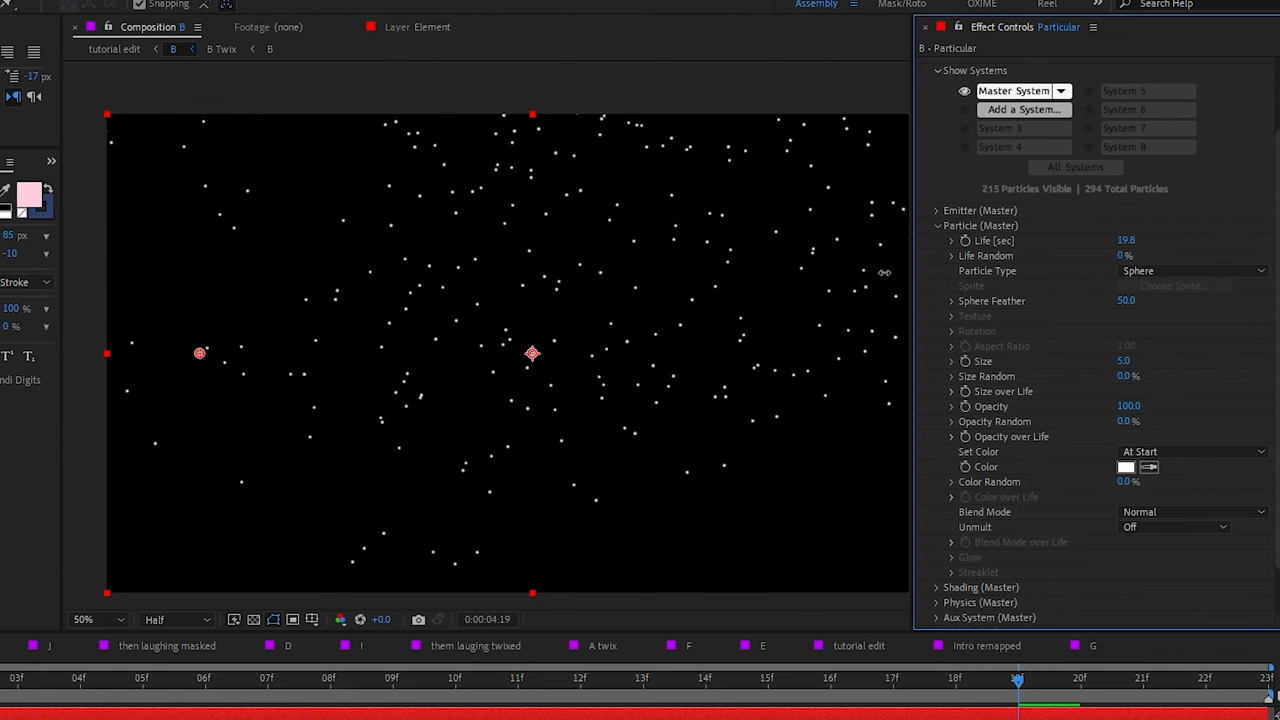 Snapping
Assembly
Mask/Roto
OXIME
Reel
Search Help
Composition B
Footage (none)
Layer Element
Effect Controls Particular
tutorial edit
B
B Twix
B
B • Particular
-17 px
85 px
-10
Stroke
100 %
0 %
ndi Digits
Show Systems
Master System
System 5
Add a System...
System 6
System 3
System 7
System 4
System 8
All Systems
215 Particles Visible | 294 Total Particles
Emitter (Master)
Particle (Master)
Life [sec] 19.8
Life Random 0 %
Particle Type Sphere
Sprite Choose Sprite...
Sphere Feather 50.0
Texture
Rotation
Aspect Ratio 1.00
Size 5.0
Size Random 0.0 %
Size over Life
Opacity 100.0
Opacity Random 0.0 %
Opacity over Life
Set Color At Start
Color
Color Random 0.0 %
Color over Life
Blend Mode Normal
Unmult Off
Blend Mode over Life
Glow
Streaklet
Shading (Master)
Physics (Master)
Aux System (Master)
50% Half +0.0 0:00:04:19
J
then laughing masked
D
I
them lauging twixed
A twix
F
E
tutorial edit
Intro remapped
G
03f 04f 05f 06f 07f 08f 09f 10f 11f 12f 13f 14f 15f 16f 17f 18f 20f 21f 22f 23f